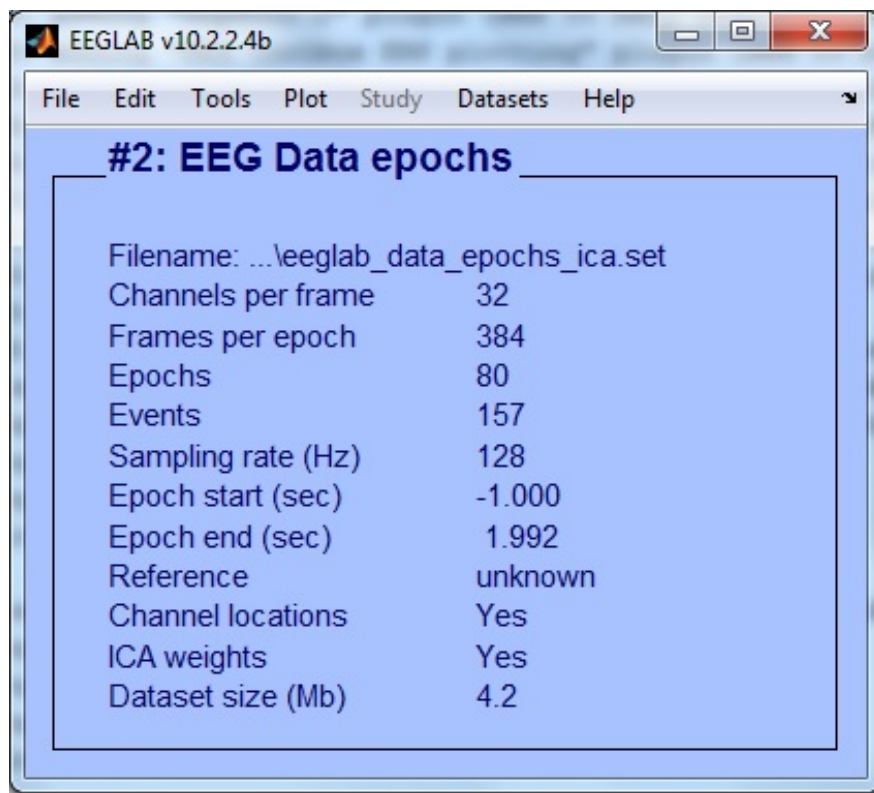 EEGLAB v10.2.2.4b
File Edit Tools Plot Study Datasets Help
#2: EEG Data epochs
Filename: ...\eeglab_data_epochs_ica.set
Channels per frame 32
Frames per epoch 384
Epochs 80
Events 157
Sampling rate (Hz) 128
Epoch start (sec) -1.000
Epoch end (sec) 1.992
Reference unknown
Channel locations Yes
ICA weights Yes
Dataset size (Mb) 4.2